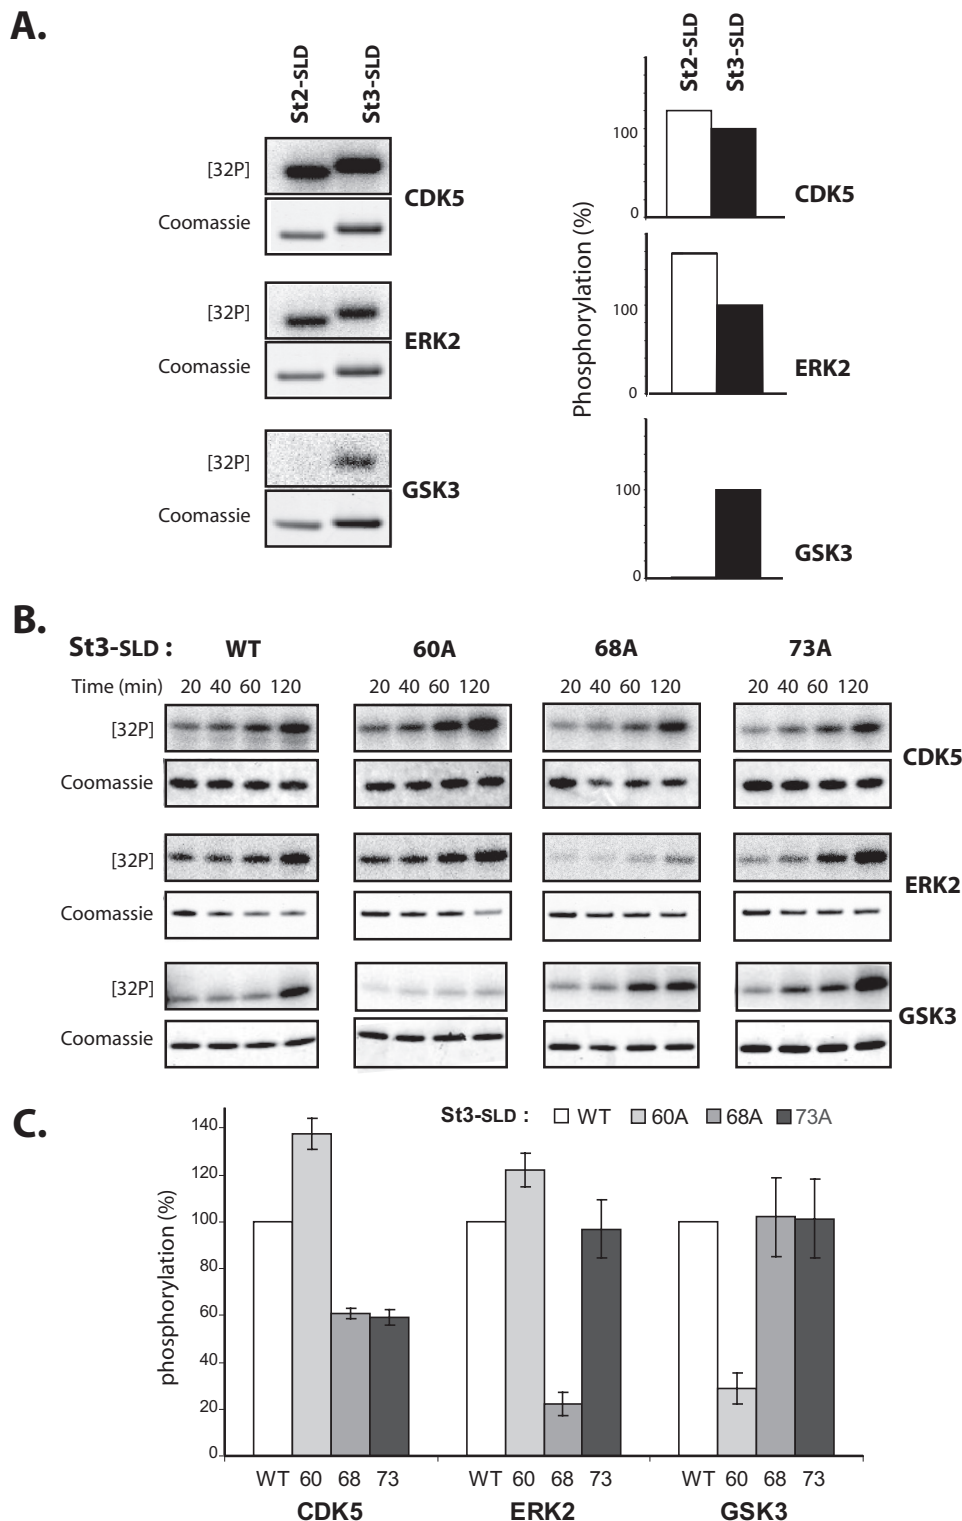 A.
St2-SLD
St3-SLD
[32P]
Coomassie
CDK5
[32P]
Coomassie
ERK2
[32P]
Coomassie
GSK3
St2-SLD
St3-SLD
Phosphorylation (%)
100
0
CDK5
100
0
ERK2
100
0
GSK3
B.
St3-SLD : WT 60A 68A 73A
Time (min) 20 40 60 120 20 40 60 120 20 40 60 120 20 40 60 120
[32P]
Coomassie
CDK5
[32P]
Coomassie
ERK2
[32P]
Coomassie
GSK3
C.
St3-SLD : WT 60A 68A 73A
phosphorylation (%)
140
120
100
80
60
40
20
0
WT 60 68 73 WT 60 68 73 WT 60 68 73
CDK5 ERK2 GSK3